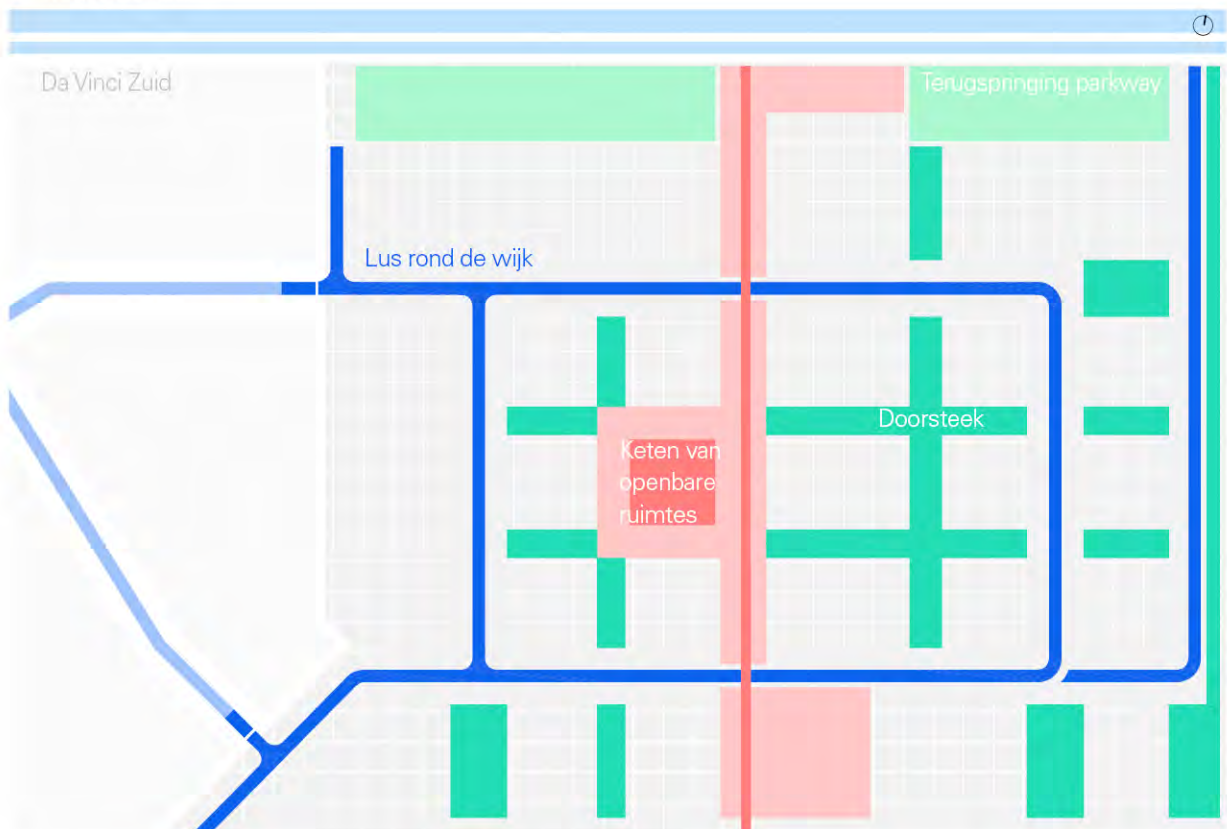 Da Vinci Zuid
Terugspringing parkway
Lus rond de wijk
Doorsteek
Keten van
openbare
ruimtes